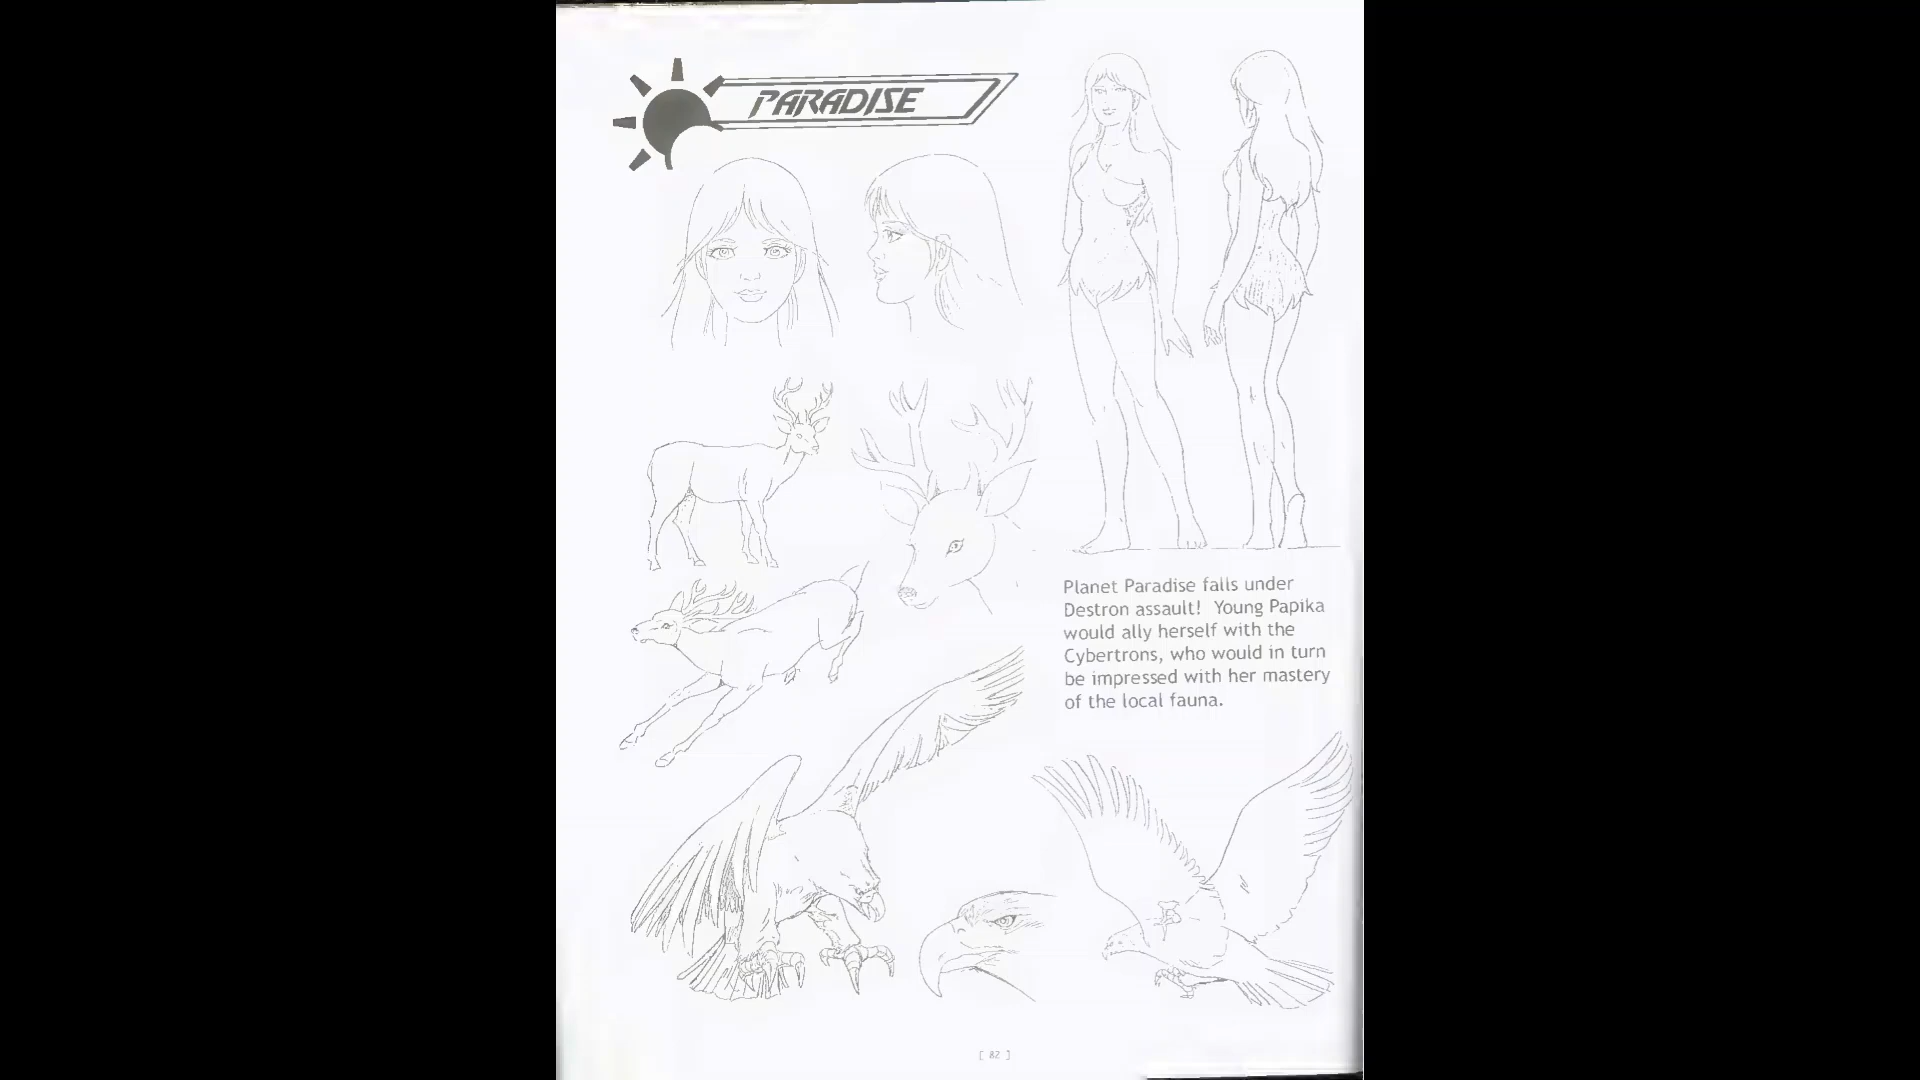 PARADISE
Planet Paradise falls under
Destron assault! Young Papika
would ally herself with the
Cybertrons, who would in turn
be impressed with her mastery
of the local fauna.
[ 82 ]